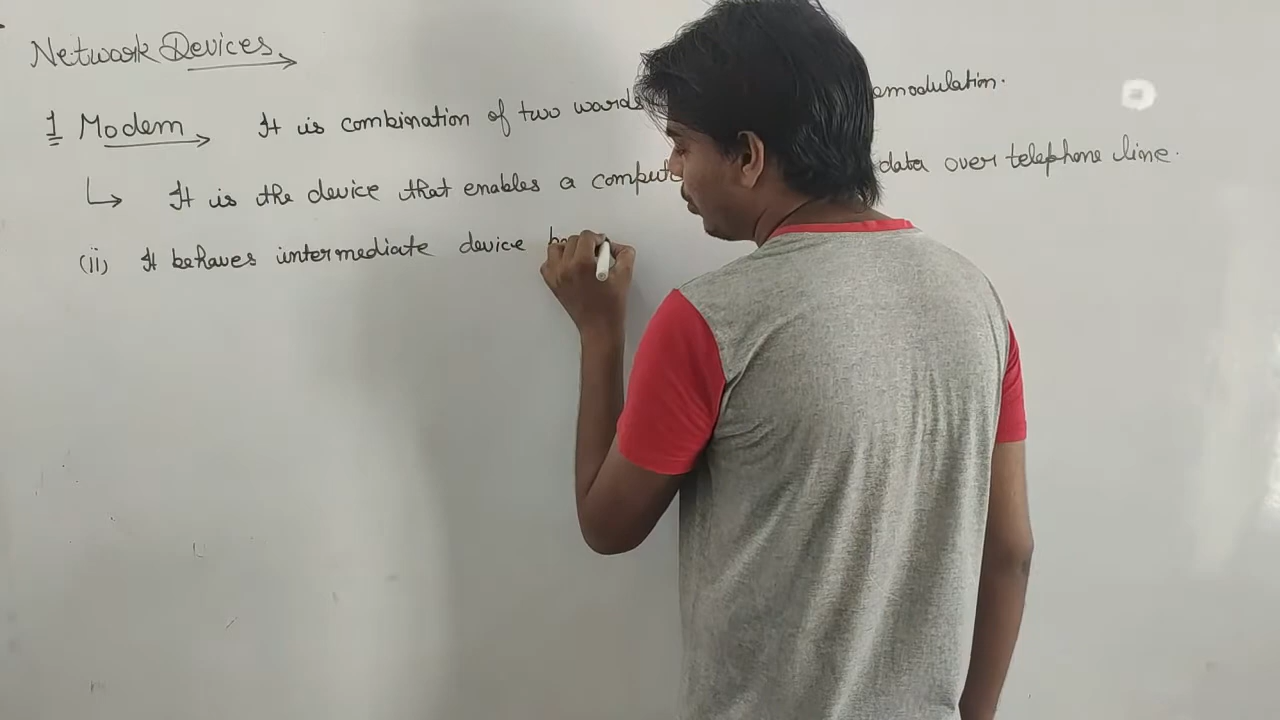 Network Devices
1 Modem It is combination of two words emodulation.
It is the device that enables a comput data over telephone line.
(ii) It behaves intermediate device